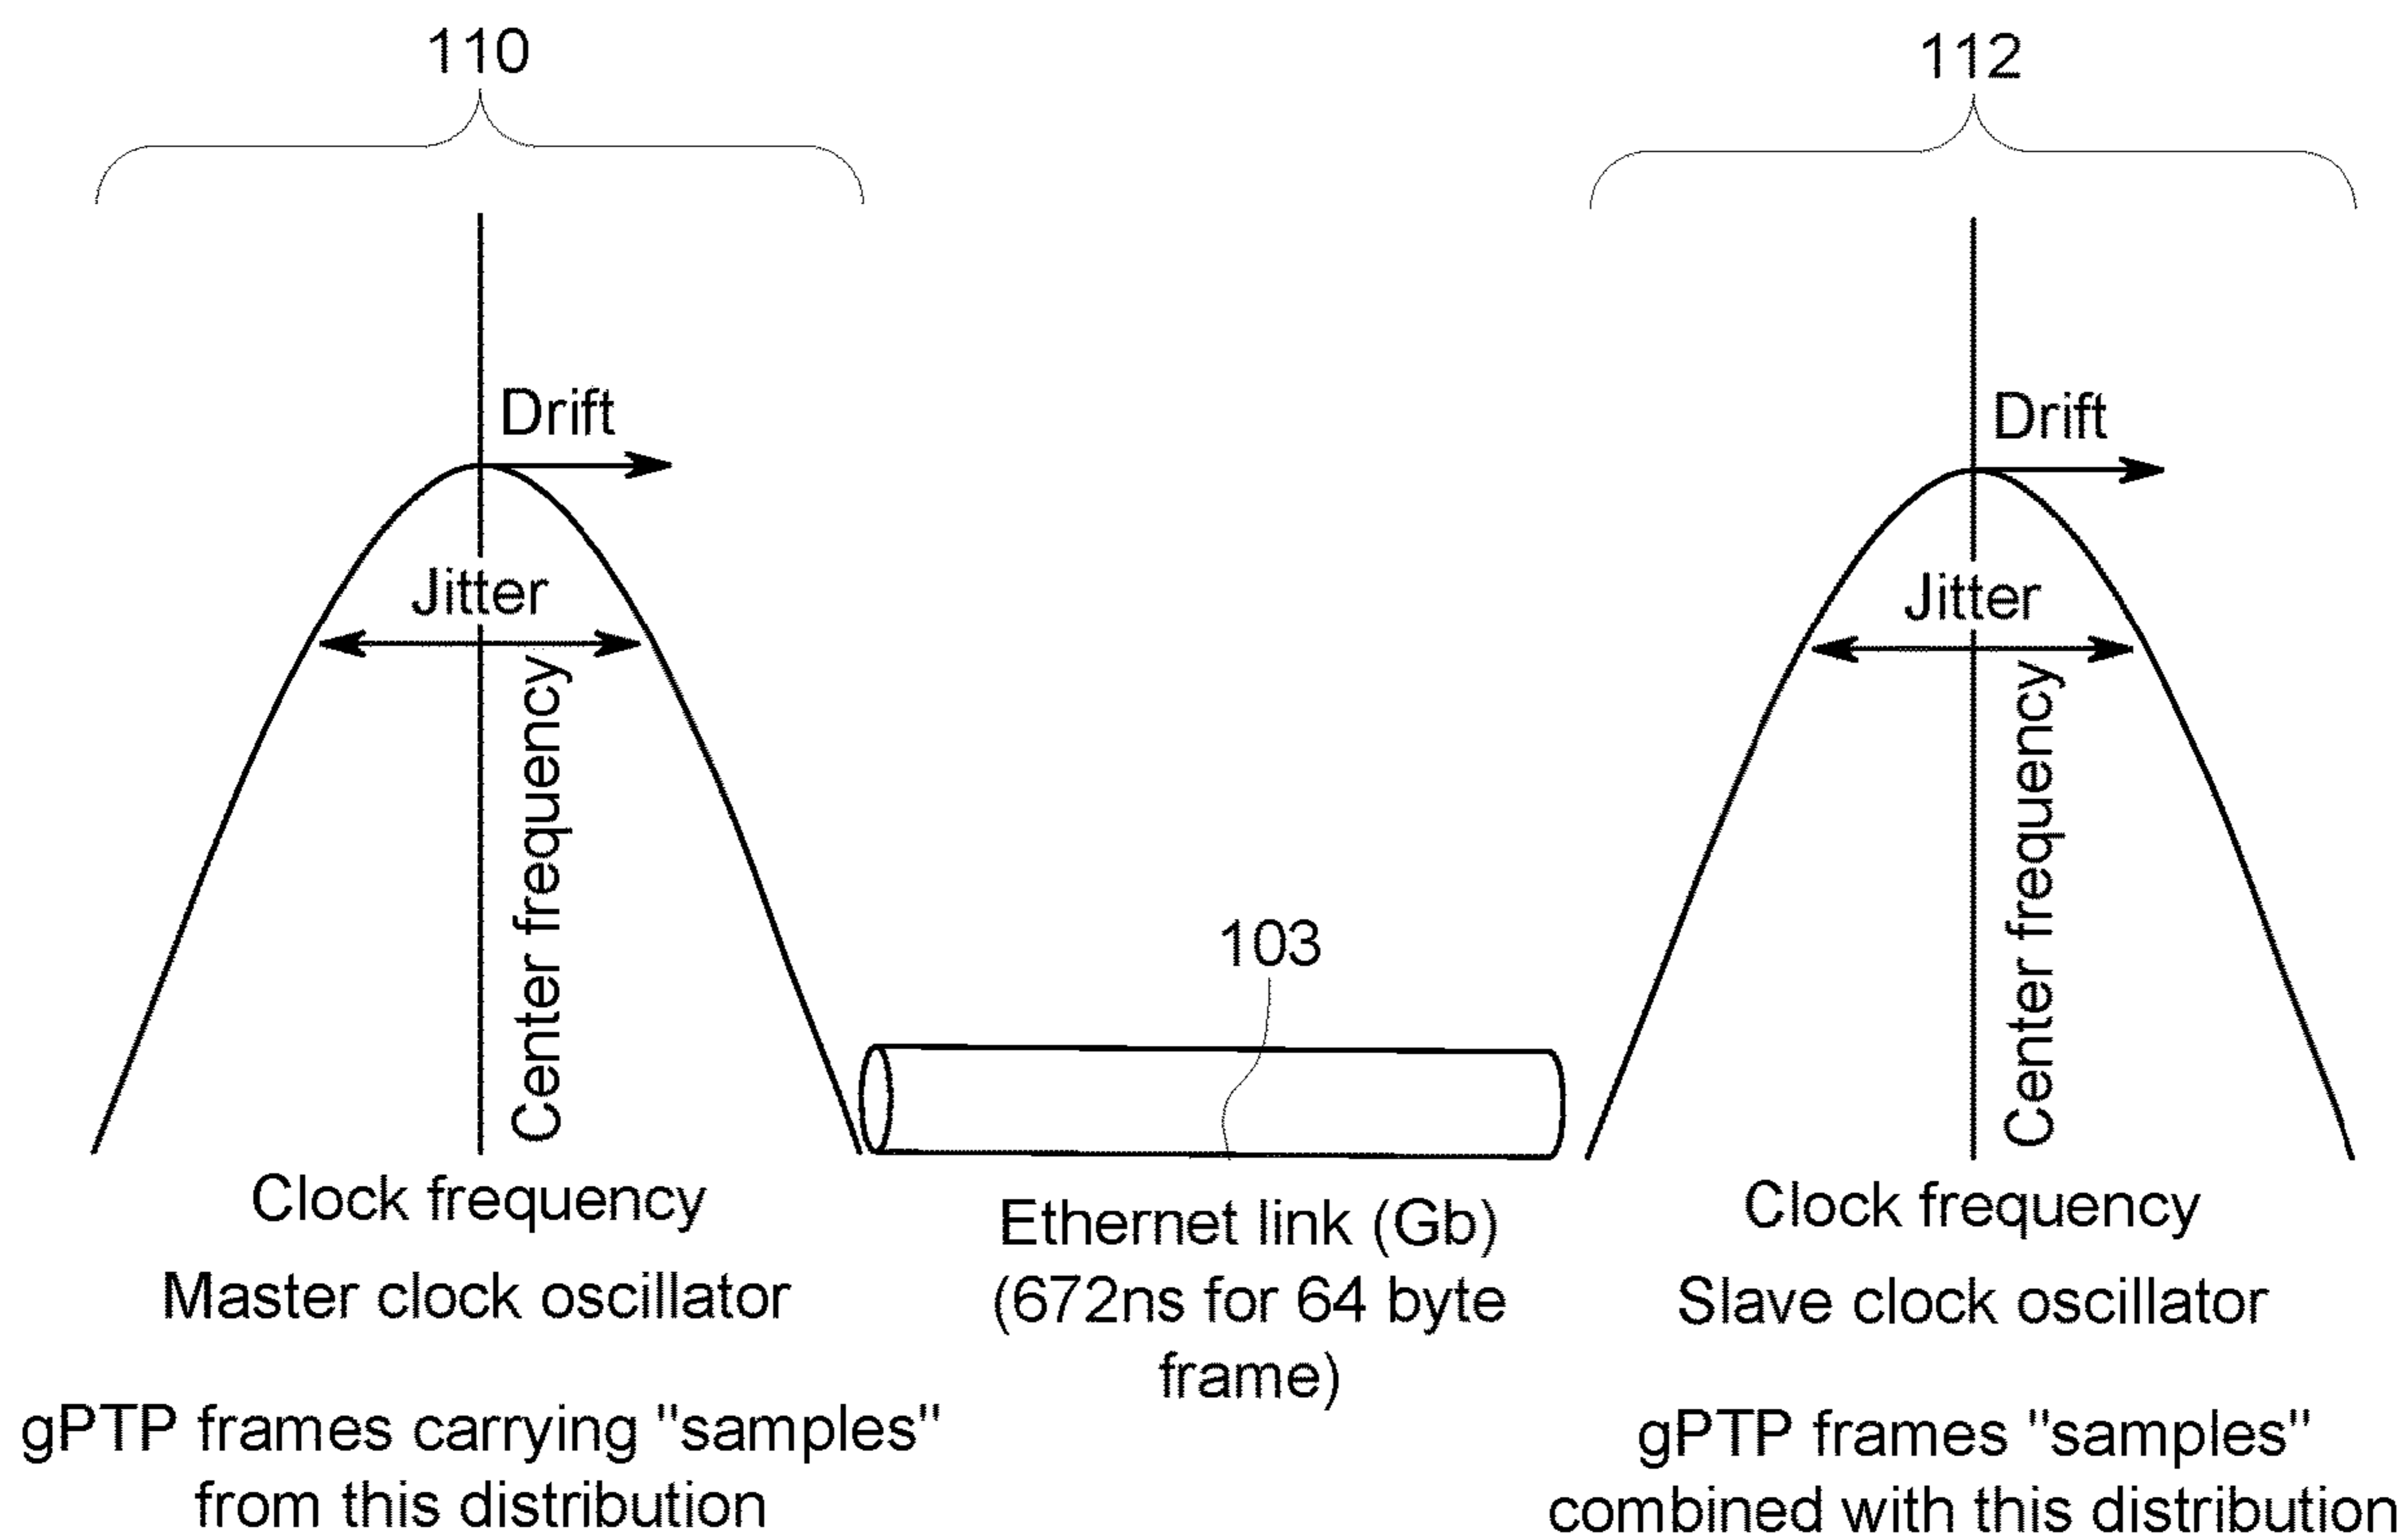 110
112
Drift
Jitter
Center frequency
Drift
Jitter
Center frequency
103
Clock frequency
Master clock oscillator
gPTP frames carrying "samples"
from this distribution
Ethernet link (Gb)
(672ns for 64 byte
frame)
Clock frequency
Slave clock oscillator
gPTP frames "samples"
combined with this distribution